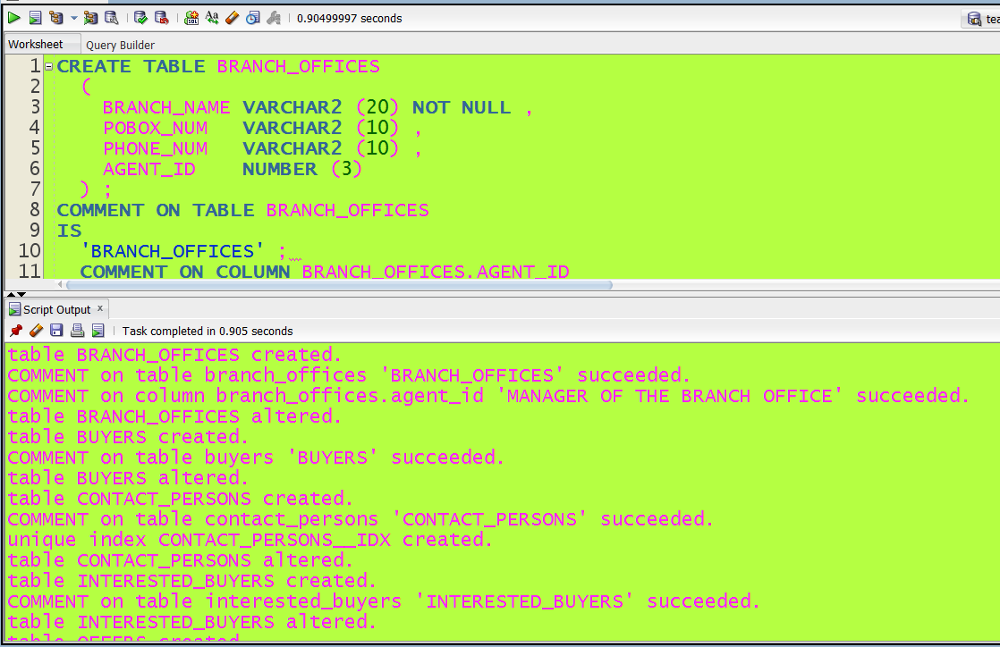 0.90499997 seconds
tea
Worksheet Query Builder
1 CREATE TABLE BRANCH_OFFICES
2 (
3 BRANCH_NAME VARCHAR2 (20) NOT NULL ,
4 POBOX_NUM VARCHAR2 (10) ,
5 PHONE_NUM VARCHAR2 (10) ,
6 AGENT_ID NUMBER (3)
7 ) ;
8 COMMENT ON TABLE BRANCH_OFFICES
9 IS
10 'BRANCH_OFFICES' ;
11 COMMENT ON COLUMN BRANCH_OFFICES.AGENT_ID
Script Output x
Task completed in 0.905 seconds
table BRANCH_OFFICES created.
COMMENT on table branch_offices 'BRANCH_OFFICES' succeeded.
COMMENT on column branch_offices.agent_id 'MANAGER OF THE BRANCH OFFICE' succeeded.
table BRANCH_OFFICES altered.
table BUYERS created.
COMMENT on table buyers 'BUYERS' succeeded.
table BUYERS altered.
table CONTACT_PERSONS created.
COMMENT on table contact_persons 'CONTACT_PERSONS' succeeded.
unique index CONTACT_PERSONS__IDX created.
table CONTACT_PERSONS altered.
table INTERESTED_BUYERS created.
COMMENT on table interested_buyers 'INTERESTED_BUYERS' succeeded.
table INTERESTED_BUYERS altered.
table OFFERS created